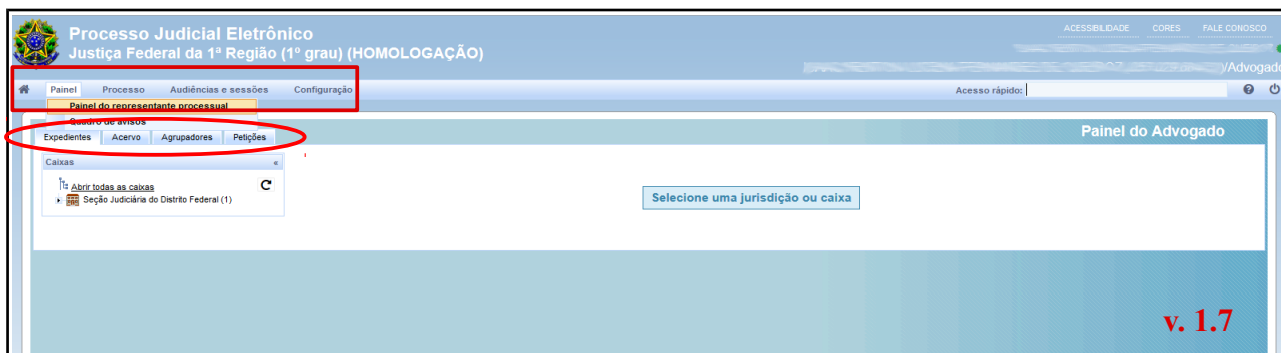 Processo Judicial Eletrônico
Justiça Federal da 1ª Região (1º grau) (HOMOLOGAÇÃO)
ACESSIBILIDADE CORES FALE CONOSCO
/Advogado
Painel Processo Audiências e sessões Configuração
Acesso rápido:
Painel do representante processual
Quadro de avisos
Expedientes Acervo Agrupadores Petições
Painel do Advogado
Caixas «
Abrir todas as caixas
Seção Judiciária do Distrito Federal (1)
Selecione uma jurisdição ou caixa
v. 1.7